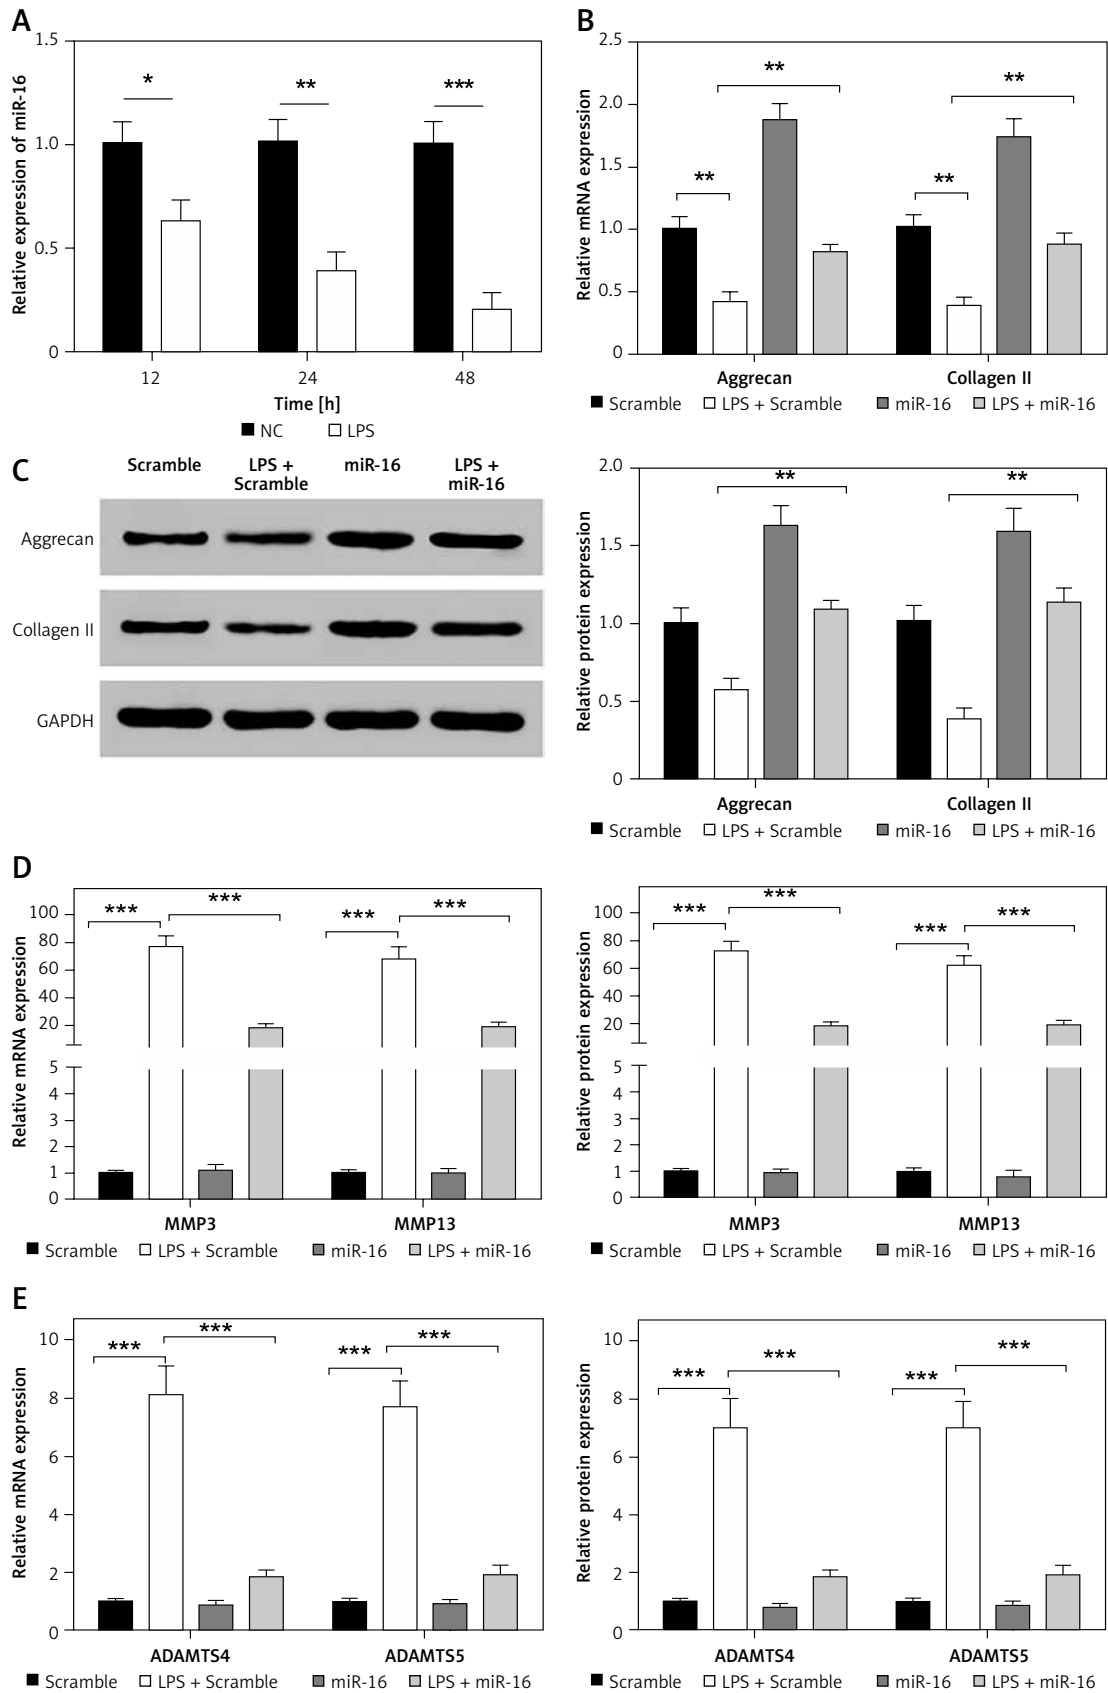 A
Relative expression of miR-16
1.5
1.0
0.5
0
*
**
***
12
24
48
Time [h]
NC
LPS
B
Relative mRNA expression
2.5
2.0
1.5
1.0
0.5
0
**
**
**
**
Aggrecan
Collagen II
Scramble
LPS + Scramble
miR-16
LPS + miR-16
C
Scramble
LPS +
Scramble
miR-16
LPS +
miR-16
Aggrecan
Collagen II
GAPDH
Relative protein expression
2.0
1.5
1.0
0.5
0
**
**
Aggrecan
Collagen II
Scramble
LPS + Scramble
miR-16
LPS + miR-16
D
Relative mRNA expression
100
80
60
40
20
5
4
3
2
1
0
***
***
***
***
MMP3
MMP13
Scramble
LPS + Scramble
miR-16
LPS + miR-16
Relative protein expression
100
80
60
40
20
5
4
3
2
1
0
***
***
***
***
MMP3
MMP13
Scramble
LPS + Scramble
miR-16
LPS + miR-16
E
Relative mRNA expression
10
8
6
4
2
0
***
***
***
***
ADAMTS4
ADAMTS5
Scramble
LPS + Scramble
miR-16
LPS + miR-16
Relative protein expression
10
8
6
4
2
0
***
***
***
***
ADAMTS4
ADAMTS5
Scramble
LPS + Scramble
miR-16
LPS + miR-16